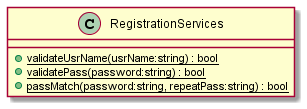 C RegistrationServices
validateUsrName(usrName:string) : bool
validatePass(password:string) : bool
passMatch(password:string, repeatPass:string) : bool